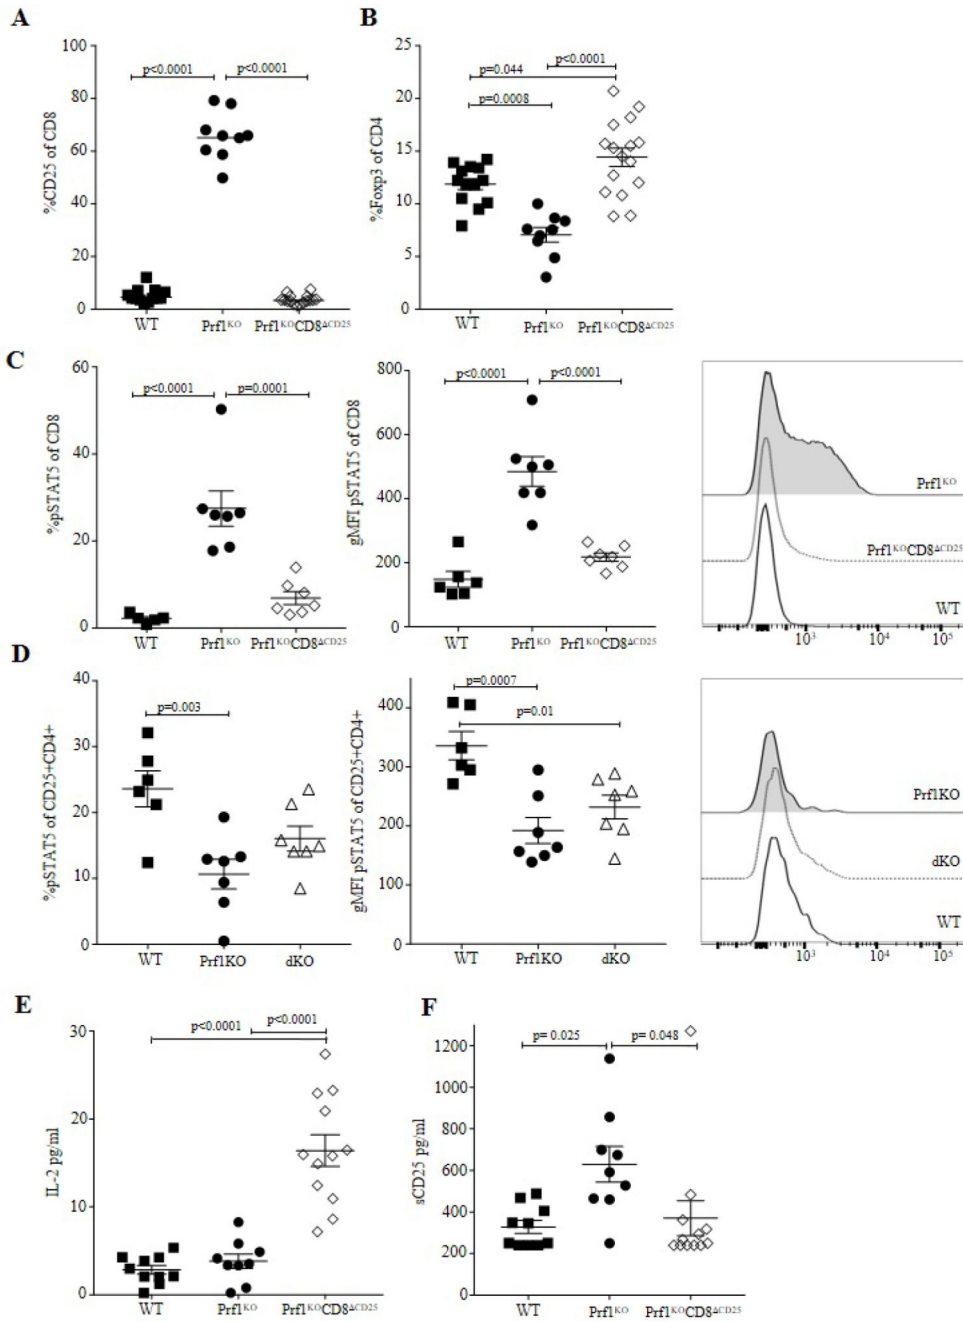 A
B
100
80
60
40
20
0
%CD25 of CD8
p<0.0001
p<0.0001
WT
Prf1KO
Prf1KOCD8ΔCD25
25
20
15
10
5
0
%Foxp3 of CD4
p<0.0001
p=0.044
p=0.0008
WT
Prf1KO
Prf1KOCD8ΔCD25
C
60
40
20
0
%pSTAT5 of CD8
p<0.0001
p=0.0001
WT
Prf1KO
Prf1KOCD8ΔCD25
800
600
400
200
0
gMFI pSTAT5 of CD8
p<0.0001
p<0.0001
WT
Prf1KO
Prf1KOCD8ΔCD25
Prf1KO
Prf1KOCD8ΔCD25
WT
103
104
105
D
40
30
20
10
0
%pSTAT5 of CD25+CD4+
p=0.003
WT
Prf1KO
dKO
400
300
200
100
0
gMFI pSTAT5 of CD25+CD4+
p=0.0007
p=0.01
WT
Prf1KO
dKO
Prf1KO
dKO
WT
103
104
105
E
30
20
10
0
IL-2 pg/ml
p<0.0001
p<0.0001
WT
Prf1KO
Prf1KOCD8ΔCD25
F
1200
1000
800
600
400
200
0
sCD25 pg/ml
p= 0.025
p= 0.048
WT
Prf1KO
Prf1KOCD8ΔCD25